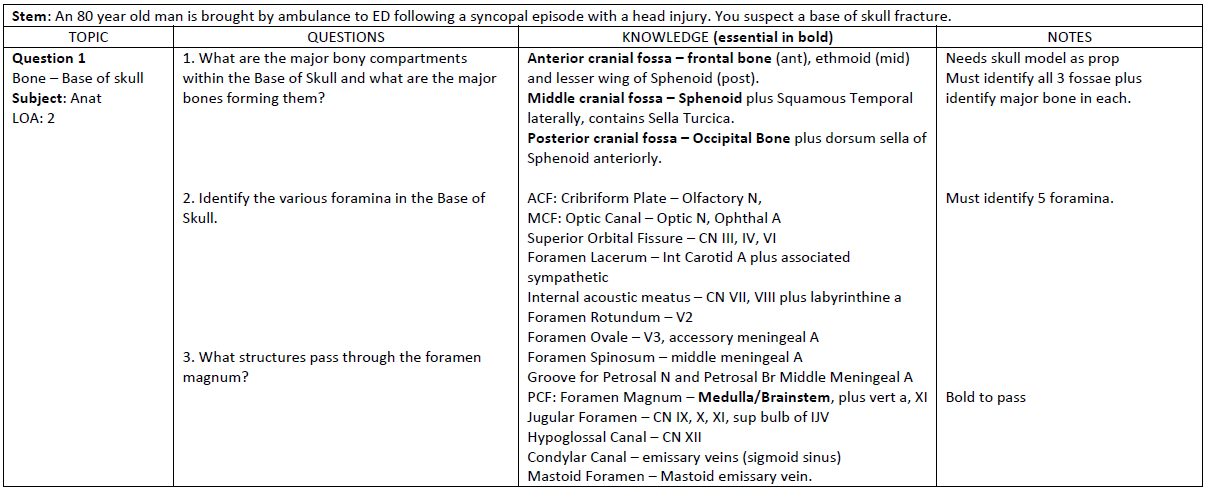 Stem: An 80 year old man is brought by ambulance to ED following a syncopal episode with a head injury. You suspect a base of skull fracture.
TOPIC
QUESTIONS
KNOWLEDGE (essential in bold)
NOTES
Question 1
Bone – Base of skull
Subject: Anat
LOA: 2
1. What are the major bony compartments
within the Base of Skull and what are the major
bones forming them?
Anterior cranial fossa – frontal bone (ant), ethmoid (mid)
and lesser wing of Sphenoid (post).
Middle cranial fossa – Sphenoid plus Squamous Temporal
laterally, contains Sella Turcica.
Posterior cranial fossa – Occipital Bone plus dorsum sella of
Sphenoid anteriorly.
Needs skull model as prop
Must identify all 3 fossae plus
identify major bone in each.
2. Identify the various foramina in the Base of
Skull.
ACF: Cribriform Plate – Olfactory N,
MCF: Optic Canal – Optic N, Ophthal A
Superior Orbital Fissure – CN III, IV, VI
Foramen Lacerum – Int Carotid A plus associated
sympathetic
Internal acoustic meatus – CN VII, VIII plus labyrinthine a
Foramen Rotundum – V2
Foramen Ovale – V3, accessory meningeal A
Foramen Spinosum – middle meningeal A
Groove for Petrosal N and Petrosal Br Middle Meningeal A
Must identify 5 foramina.
3. What structures pass through the foramen
magnum?
PCF: Foramen Magnum – Medulla/Brainstem, plus vert a, XI
Jugular Foramen – CN IX, X, XI, sup bulb of IJV
Hypoglossal Canal – CN XII
Condylar Canal – emissary veins (sigmoid sinus)
Mastoid Foramen – Mastoid emissary vein.
Bold to pass